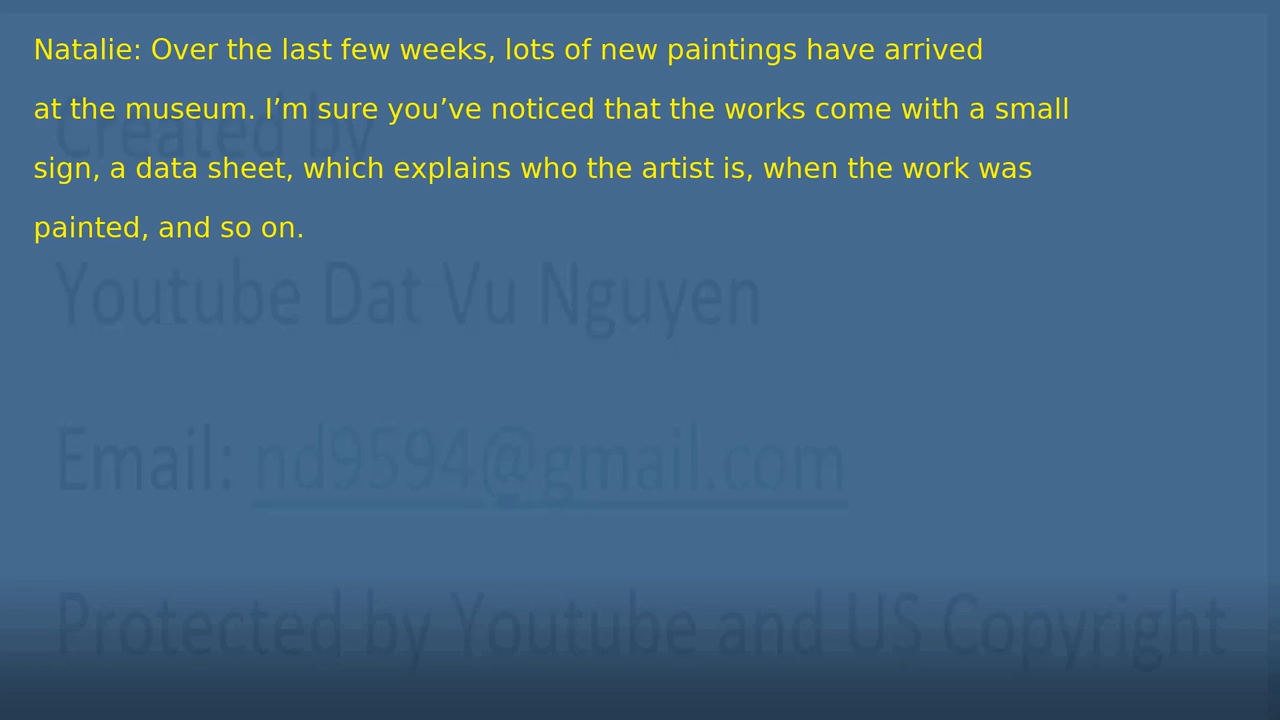 Natalie: Over the last few weeks, lots of new paintings have arrived
at the museum. I’m sure you’ve noticed that the works come with a small
Created by
sign, a data sheet, which explains who the artist is, when the work was
painted, and so on.
Youtube Dat Vu Nguyen
Email: nd9594@gmail.com
Protected by Youtube and US Copyright